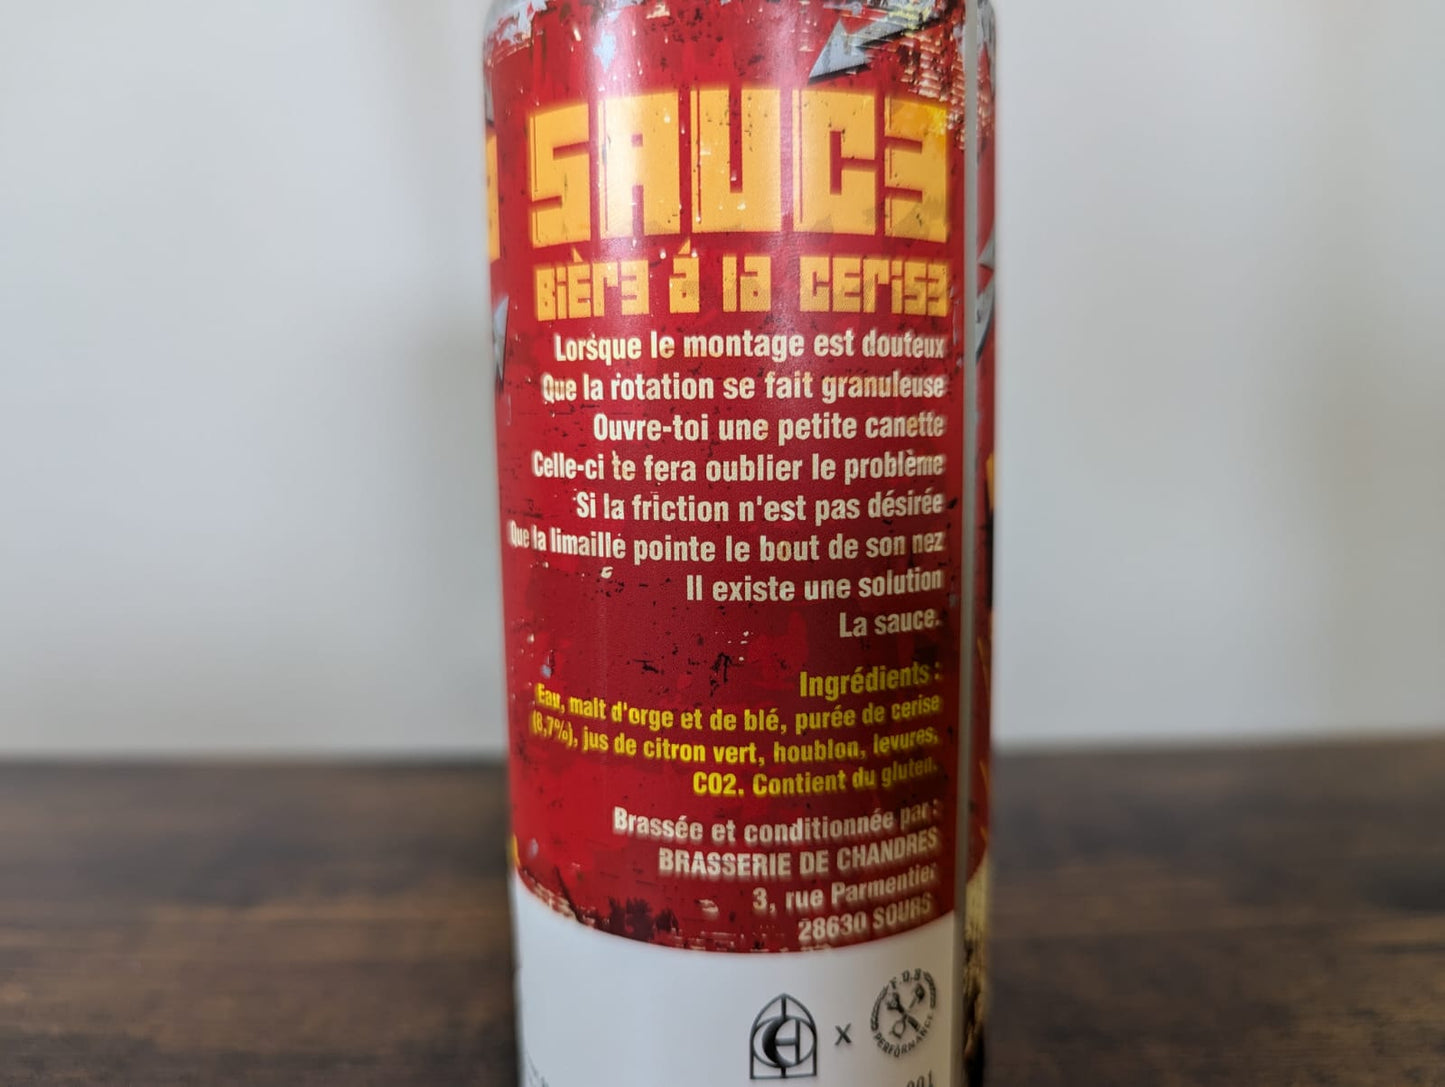 SAUCE
BIÈRE Á LA CERISE
Lorsque le montage est douteux
Que la rotation se fait granuleuse
Ouvre-toi une petite canette
Celle-ci te fera oublier le problème
Si la friction n'est pas désirée
Que la limaille pointe le bout de son nez
Il existe une solution
La sauce.
Ingrédients :
Eau, malt d'orge et de blé, purée de cerise
(8,7%), jus de citron vert, houblon, levures,
CO2. Contient du gluten.
Brassée et conditionnée par :
BRASSERIE DE CHANDRES
3, rue Parmentier
28630 SOURS
X
F.D.B
PERFORMANCE